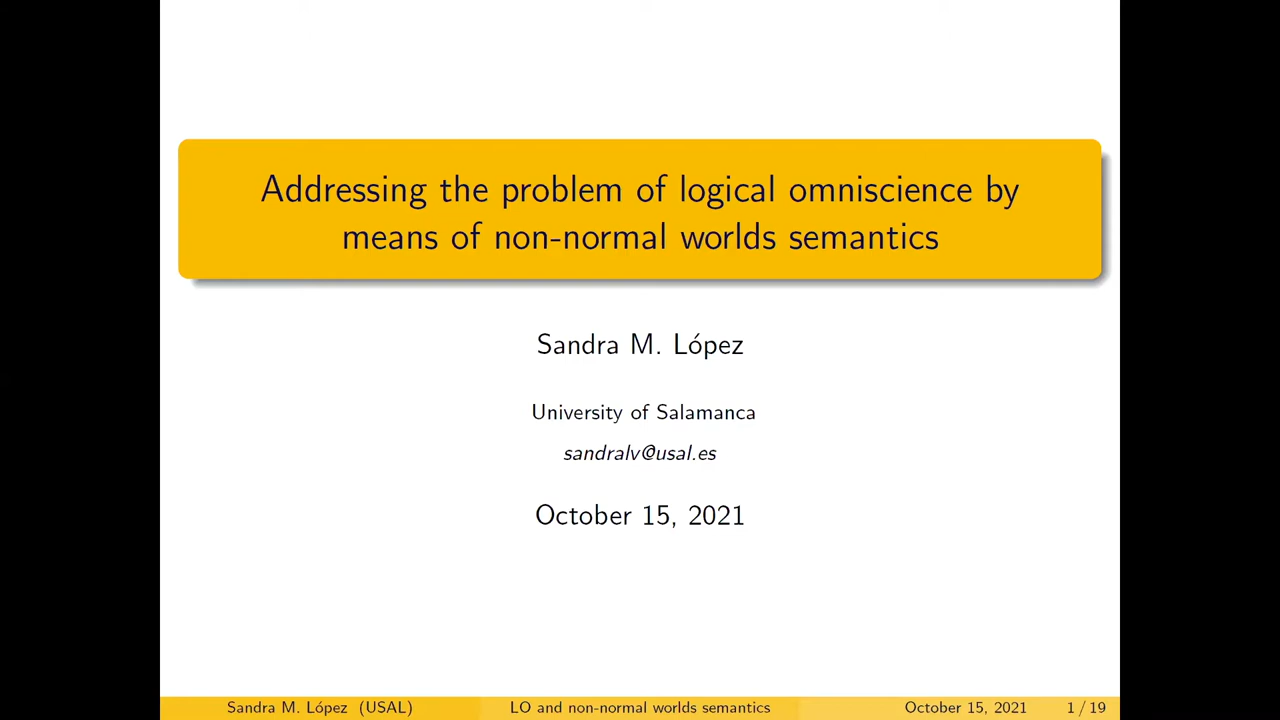 Addressing the problem of logical omniscience by
means of non-normal worlds semantics
Sandra M. López
University of Salamanca
sandralv@usal.es
October 15, 2021
Sandra M. López (USAL) LO and non-normal worlds semantics October 15, 2021 1 / 19